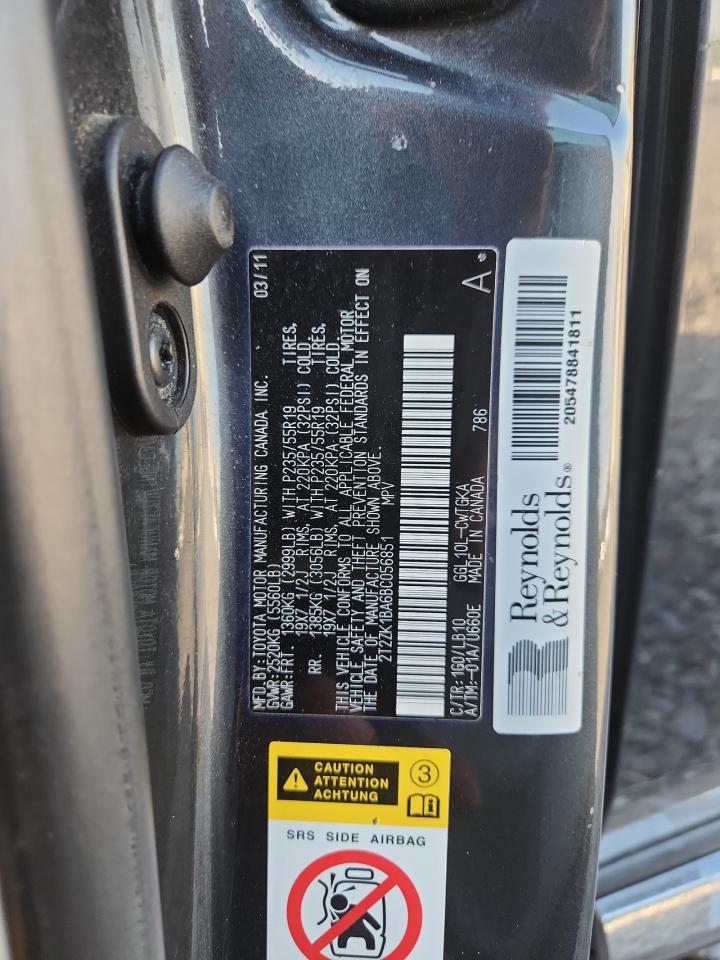 MFD.BY:TOYOTA MOTOR MANUFACTURING CANADA, INC. 03/11
GVWR:2520KG (5560LB)
GAWR:FRT. 1360KG (2999LB) WITH P235/55R19 TIRES.
19X7 1/2J RIMS. AT 220KPA (32PSI) COLD.
RR. 1385KG (3056LB) WITH P235/55R19 TIRES.
19X7 1/2J RIMS. AT 220KPA (32PSI) COLD.
THIS VEHICLE CONFORMS TO ALL APPLICABLE FEDERAL MOTOR
VEHICLE SAFETY AND THEFT PREVENTION STANDARDS IN EFFECT ON
THE DATE OF MANUFACTURE SHOWN ABOVE.
2T2ZK1BA6BC056851 MPV
C/TR:1G0/LB10 GGL10L-CWTGKA 786
A/TM:-01A/U660E MADE IN CANADA
A
Reynolds
& Reynolds®
205478841811
CAUTION
ATTENTION
ACHTUNG
3
SRS SIDE AIRBAG